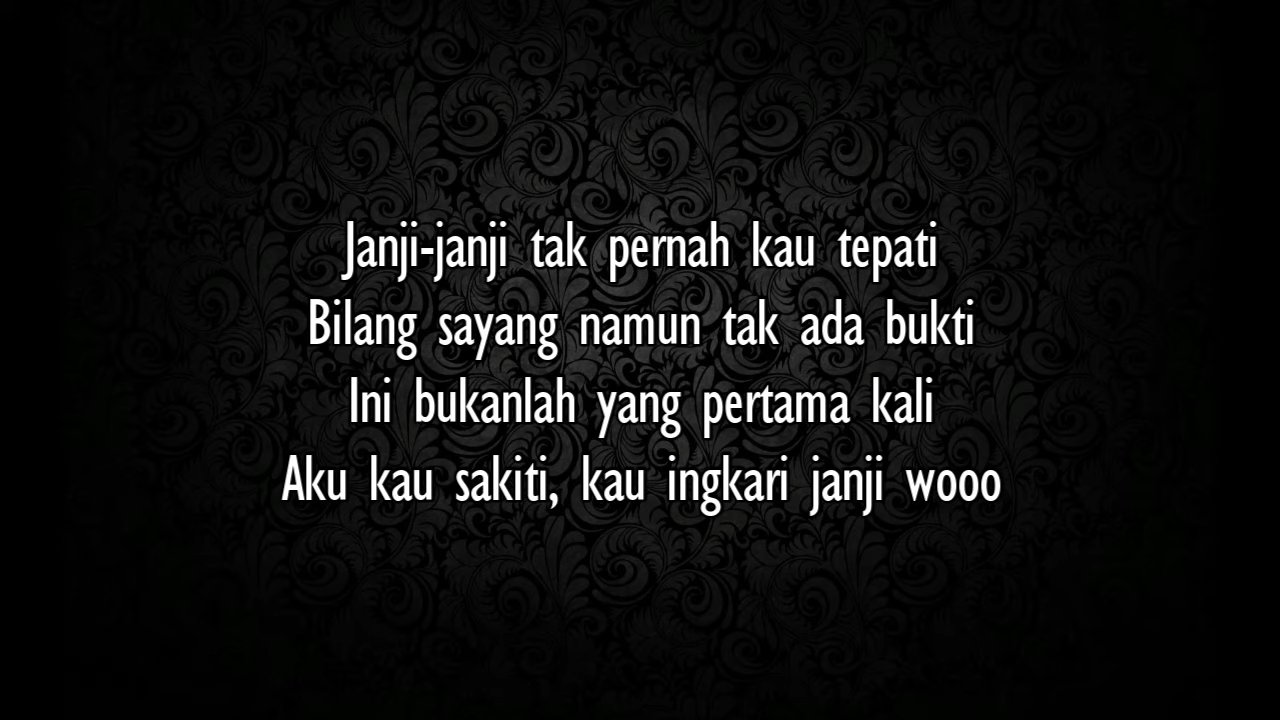 Janji-janji tak pernah kau tepati
Bilang sayang namun tak ada bukti
Ini bukanlah yang pertama kali
Aku kau sakiti, kau ingkari janji wooo